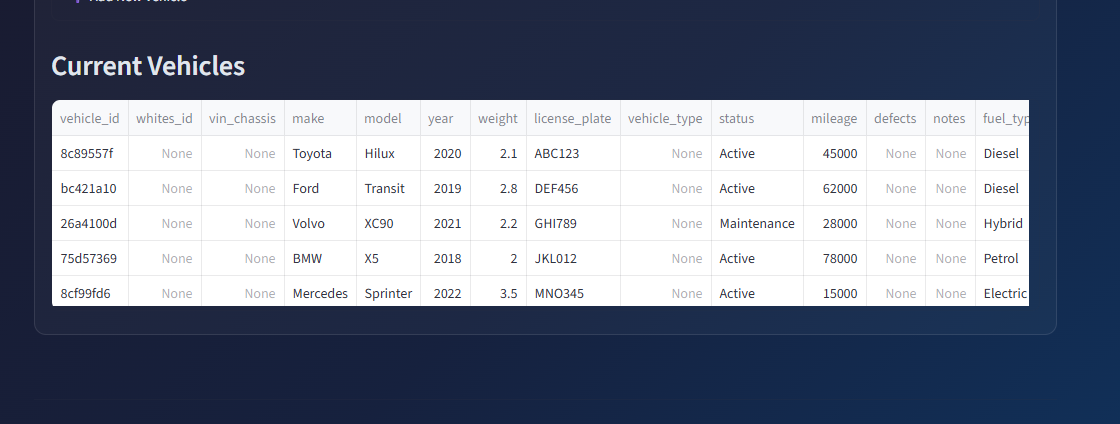 Add New Vehicle
Current Vehicles
vehicle_id whites_id vin_chassis make model year weight license_plate vehicle_type status mileage defects notes fuel_typ
8c89557f None None Toyota Hilux 2020 2.1 ABC123 None Active 45000 None None Diesel
bc421a10 None None Ford Transit 2019 2.8 DEF456 None Active 62000 None None Diesel
26a4100d None None Volvo XC90 2021 2.2 GHI789 None Maintenance 28000 None None Hybrid
75d57369 None None BMW X5 2018 2 JKL012 None Active 78000 None None Petrol
8cf99fd6 None None Mercedes Sprinter 2022 3.5 MNO345 None Active 15000 None None Electric